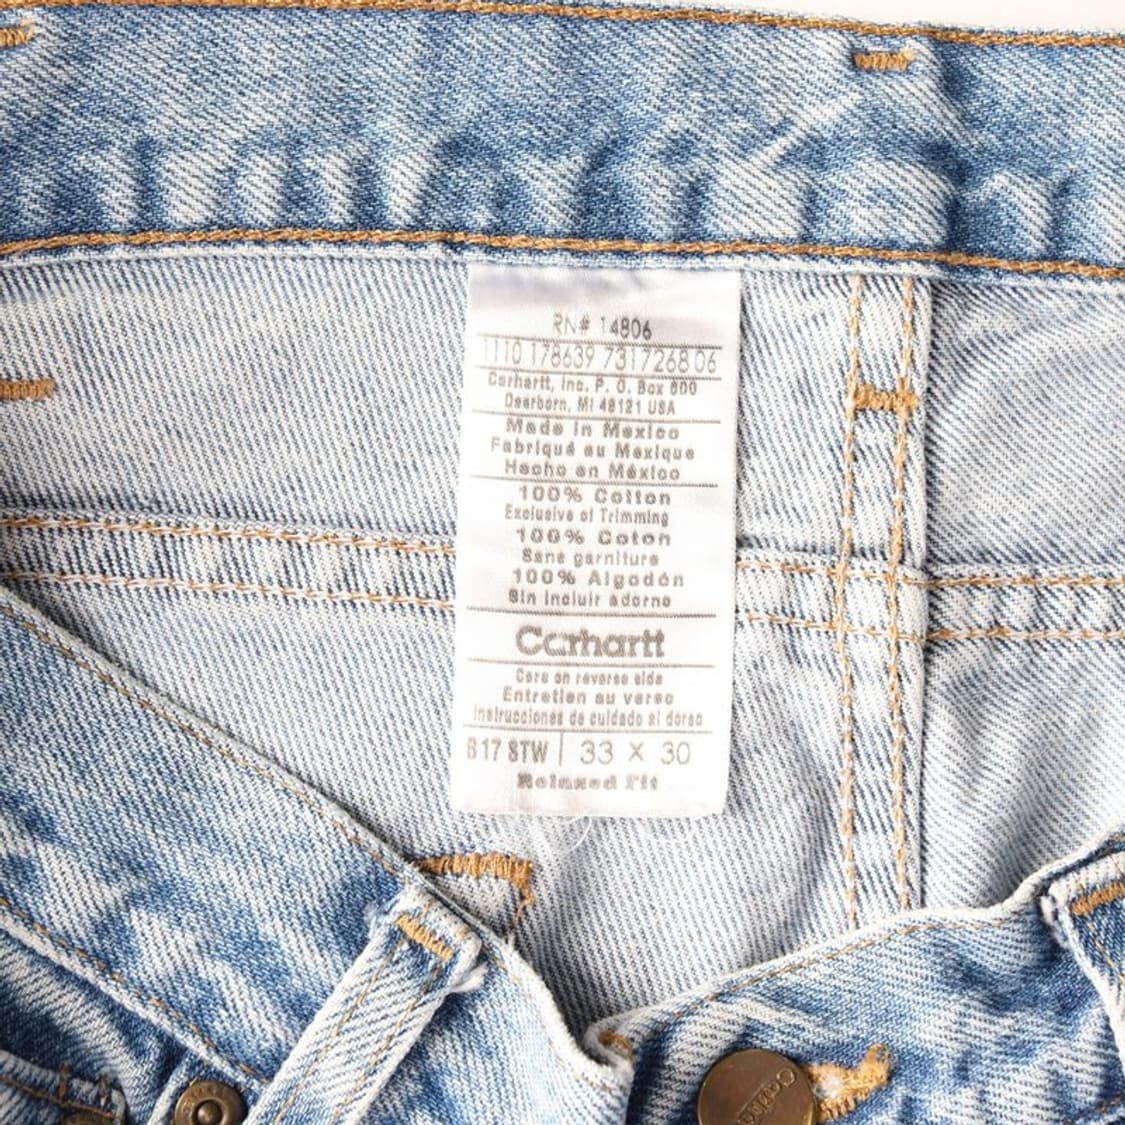 RN# 14806
1110 178639 7317268 06
Carhartt, Inc. P. O. Box 600
Dearborn, MI 48121 USA
Made in Mexico
Fabriqué au Mexique
Hecho en México
100% Cotton
Exclusive of Trimming
100% Coton
Sans garniture
100% Algodón
Sin incluir adorno
Carhartt
Care on reverse side
Entretien au verso
Instrucciones de cuidado al dorso
B17 STW | 33 X 30
Relaxed Fit